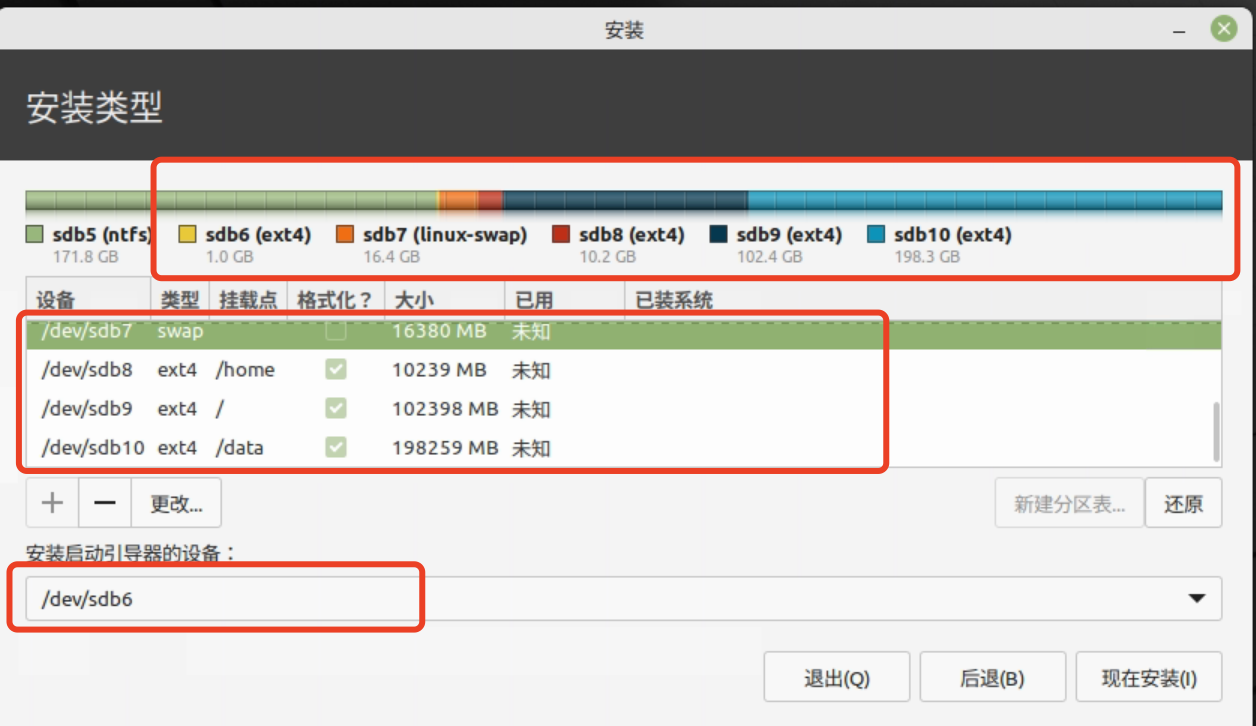 安装
安装类型
sdb5 (ntfs) sdb6 (ext4) sdb7 (linux-swap) sdb8 (ext4) sdb9 (ext4) sdb10 (ext4)
171.8 GB 1.0 GB 16.4 GB 10.2 GB 102.4 GB 198.3 GB
设备 类型 挂载点 格式化？ 大小 已用 已装系统
/dev/sdb7 swap 16380 MB 未知
/dev/sdb8 ext4 /home 10239 MB 未知
/dev/sdb9 ext4 / 102398 MB 未知
/dev/sdb10 ext4 /data 198259 MB 未知
+ − 更改... 新建分区表... 还原
安装启动引导器的设备：
/dev/sdb6
退出(Q) 后退(B) 现在安装(I)